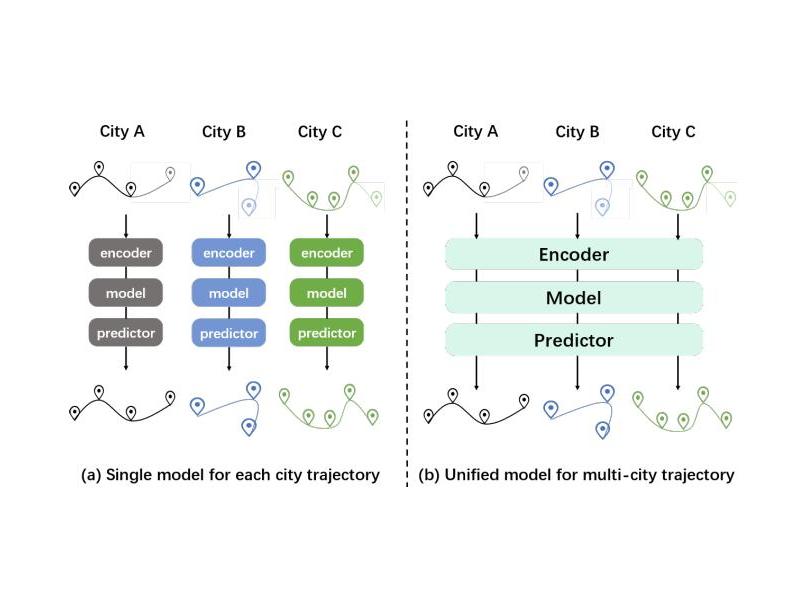 City A City B City C
encoder encoder encoder
model model model
predictor predictor predictor
(a) Single model for each city trajectory
City A City B City C
Encoder
Model
Predictor
(b) Unified model for multi-city trajectory